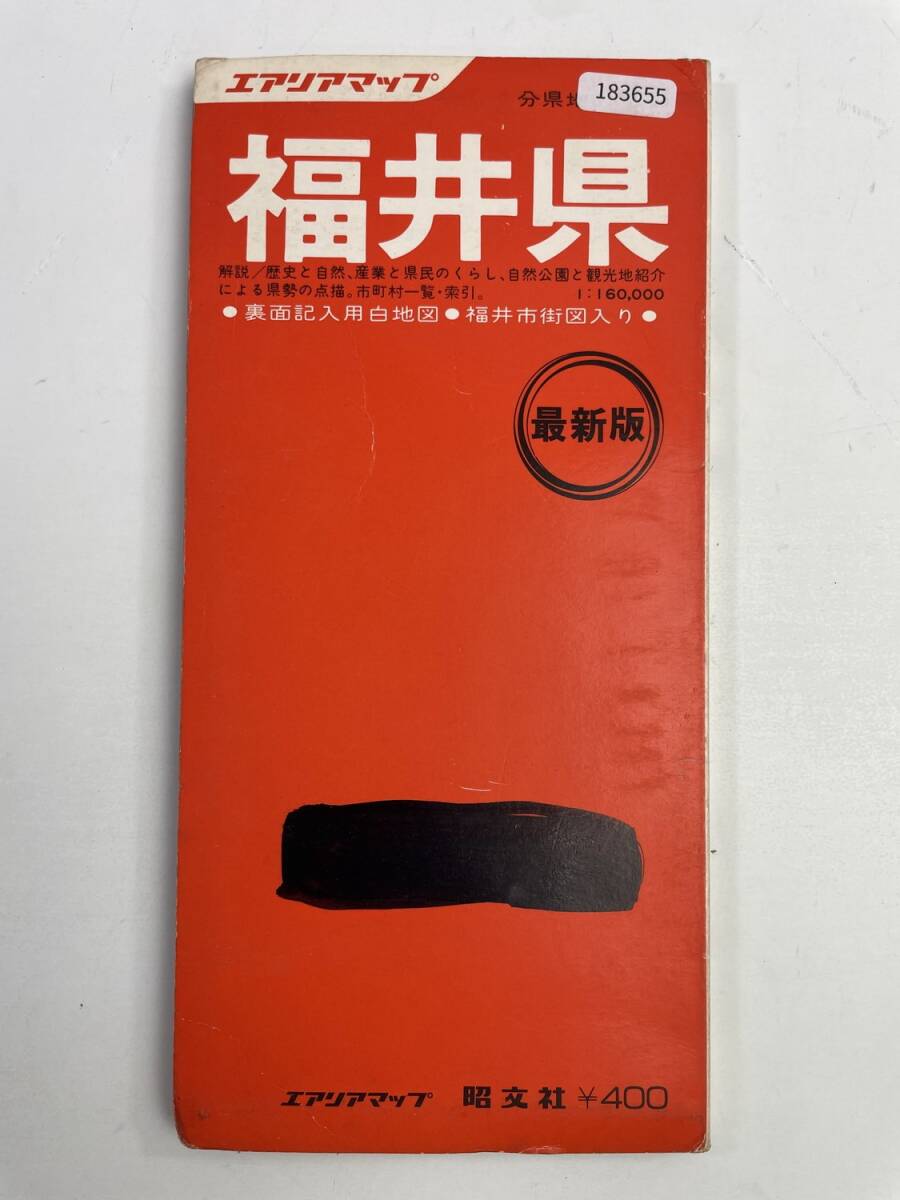 エアリアマップ
分県地
183655
福井県
解説/歴史と自然、産業と県民のくらし、自然公園と観光地紹介
による県勢の点描。市町村一覧・索引。 1:160,000
●裏面記入用白地図●福井市街図入り●
最新版
エアリアマップ 昭文社 ¥400